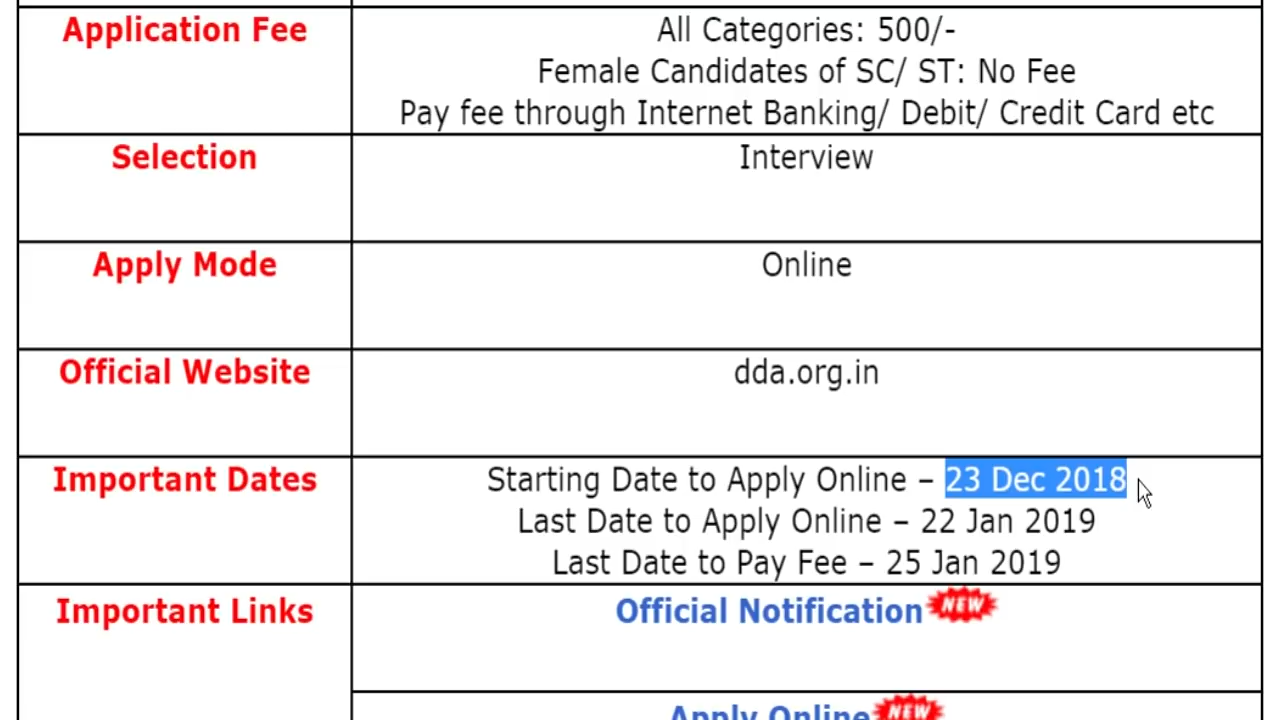 Application Fee
All Categories: 500/-
Female Candidates of SC/ ST: No Fee
Pay fee through Internet Banking/ Debit/ Credit Card etc
Selection
Interview
Apply Mode
Online
Official Website
dda.org.in
Important Dates
Starting Date to Apply Online – 23 Dec 2018
Last Date to Apply Online – 22 Jan 2019
Last Date to Pay Fee – 25 Jan 2019
Important Links
Official Notification NEW
Apply Online NEW